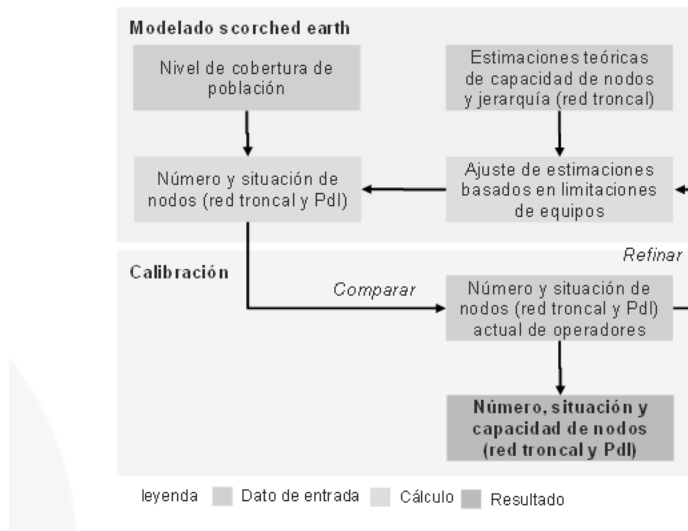 Modelado scorched earth
Nivel de cobertura de
población
Estimaciones teóricas
de capacidad de nodos
y jerarquía (red troncal)
Número y situación de
nodos (red troncal y PdI)
Ajuste de estimaciones
basados en limitaciones
de equipos
Refinar
Calibración
Comparar
Número y situación de
nodos (red troncal y PdI)
actual de operadores
Número, situación y
capacidad de nodos
(red troncal y PdI)
leyenda
Dato de entrada
Cálculo
Resultado